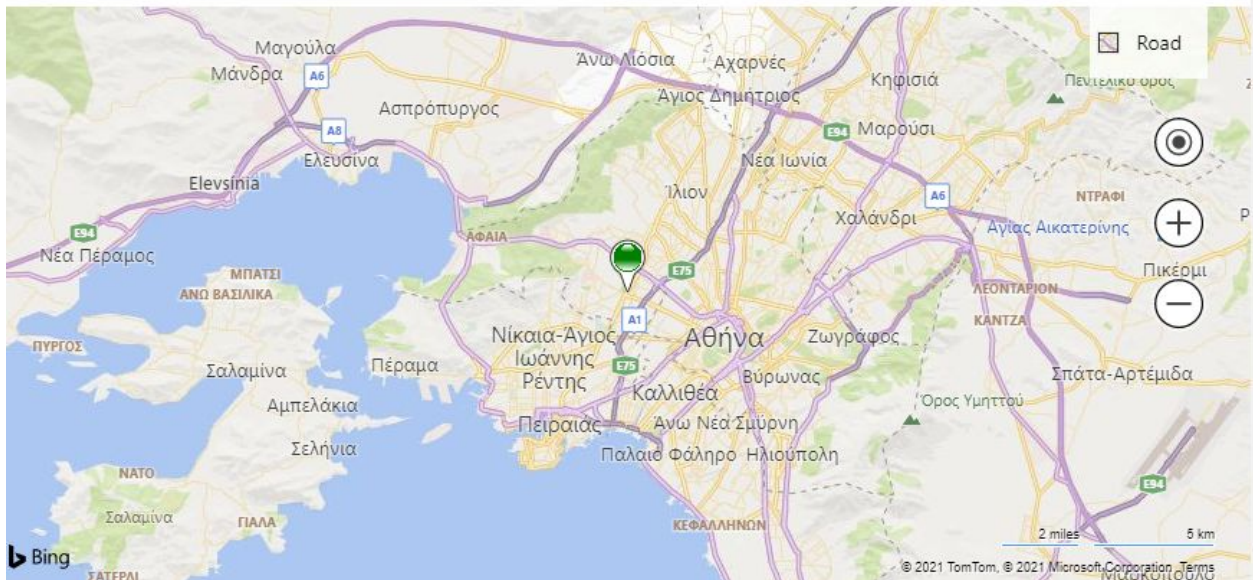 Μαγούλα
Άνω Λιόσια
Αχαρνές
Road
Μάνδρα
A6
Κηφισιά
Πεντελικό όρος
Ασπρόπυργος
Άγιος Δημήτριος
A8
E94
Μαρούσι
Ελευσίνα
Νέα Ιωνία
Elevsínia
Ίλιον
A6
ΝΤΡΑΦΙ
Χαλάνδρι
E94
ΑΦΑΙΑ
Αγίας Αικατερίνης
Νέα Πέραμος
ΜΠΑΤΣΙ
E75
Πικέρμι
ΑΝΩ ΒΑΣΙΛΙΚΑ
ΛΕΟΝΤΑΡΙΟΝ
A1
ΚΑΝΤΖΑ
Νίκαια-Άγιος
Ιωάννης
Ρέντης
Αθήνα
Ζωγράφος
ΠΥΡΓΟΣ
Πέραμα
E75
Σαλαμίνα
Βύρωνας
Σπάτα-Αρτέμιδα
Καλλιθέα
Αμπελάκια
Όρος Υμηττού
Πειραιάς
Άνω Νέα Σμύρνη
Σελήνια
Παλαιό Φάληρο
Ηλιούπολη
ΝΑΤΟ
E94
Σαλαμίνα
ΓΙΑΛΑ
ΚΕΦΑΛΛΗΝΩΝ
2 miles
5 km
Bing
© 2021 TomTom, © 2021 Microsoft Corporation Terms
ΣΑΤΕΡΛΙ